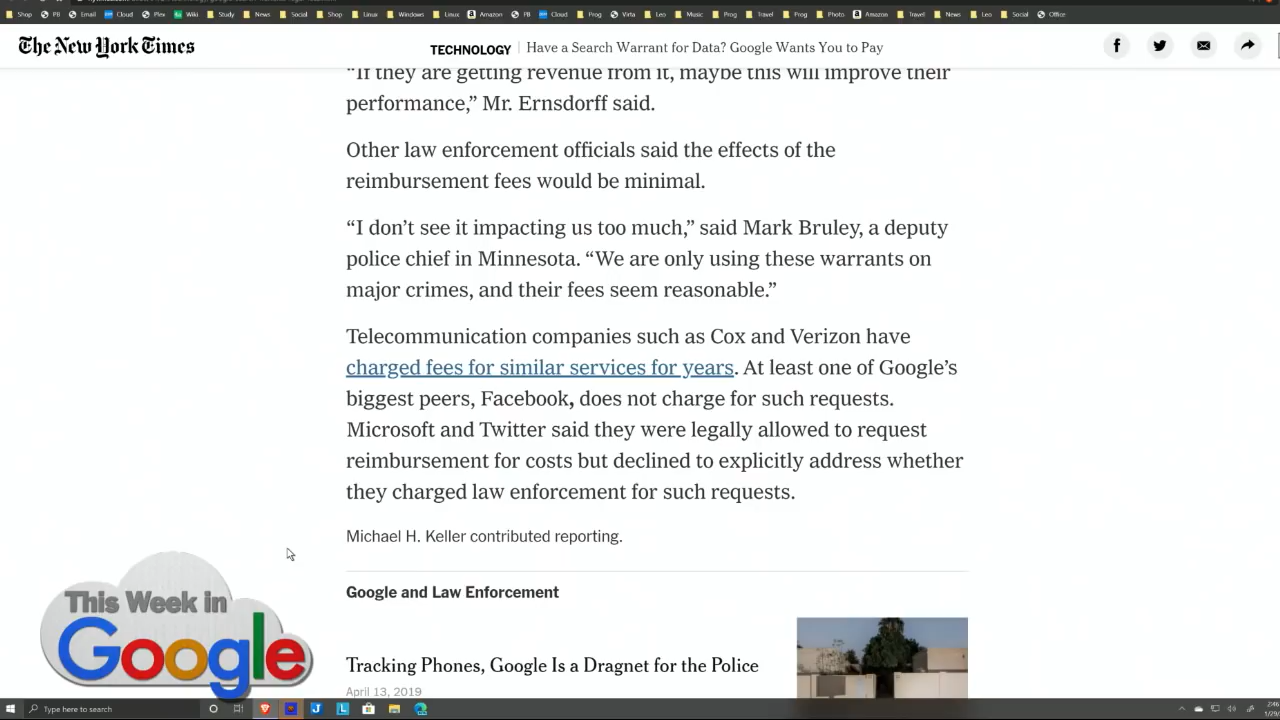 Shop
PB
Email
Cloud
Plex
Wiki
Study
News
Social
Shop
Linux
Windows
Linux
Amazon
PB
Cloud
Prog
Virta
Leo
Music
Prog
Travel
Prog
Photo
Amazon
Travel
News
Leo
Social
Office
The New York Times
TECHNOLOGY | Have a Search Warrant for Data? Google Wants You to Pay
“If they are getting revenue from it, maybe this will improve their
performance,” Mr. Ernsdorff said.
Other law enforcement officials said the effects of the
reimbursement fees would be minimal.
“I don’t see it impacting us too much,” said Mark Bruley, a deputy
police chief in Minnesota. “We are only using these warrants on
major crimes, and their fees seem reasonable.”
Telecommunication companies such as Cox and Verizon have
charged fees for similar services for years. At least one of Google’s
biggest peers, Facebook, does not charge for such requests.
Microsoft and Twitter said they were legally allowed to request
reimbursement for costs but declined to explicitly address whether
they charged law enforcement for such requests.
Michael H. Keller contributed reporting.
Google and Law Enforcement
Tracking Phones, Google Is a Dragnet for the Police
April 13, 2019
This Week in
Google
Type here to search